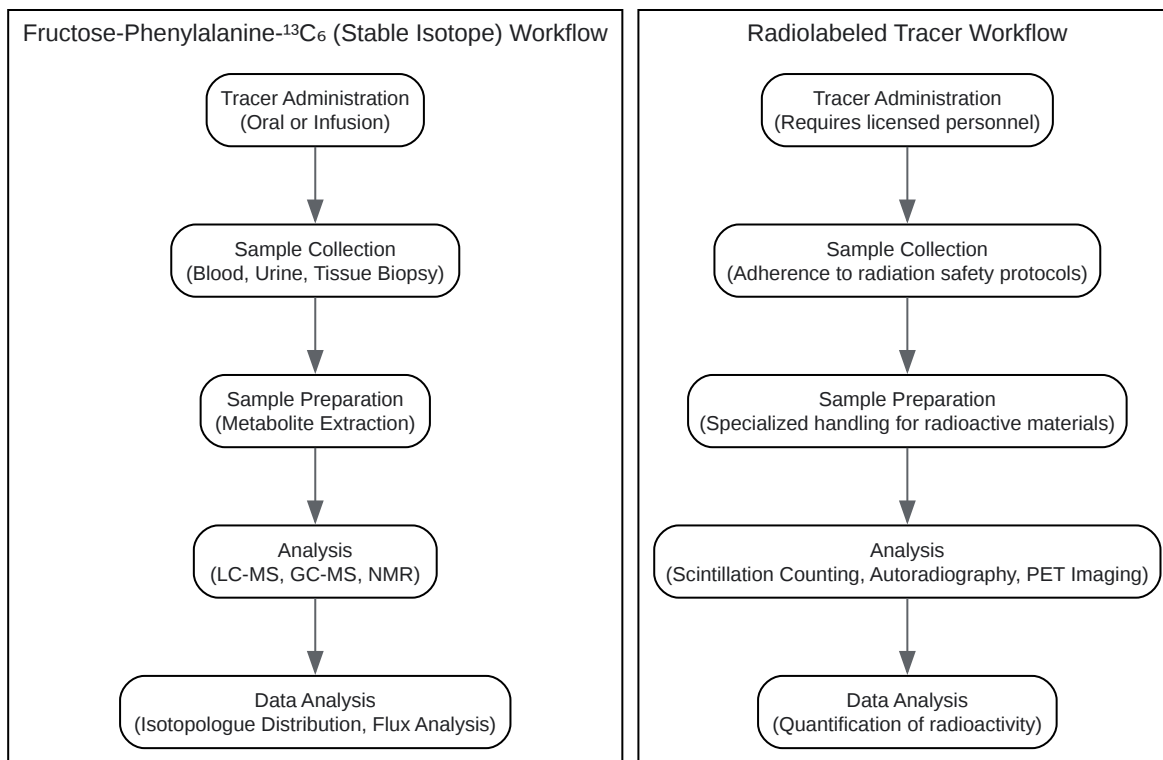 Fructose-Phenylalanine-¹³C₆ (Stable Isotope) Workflow
Tracer Administration
(Oral or Infusion)
Sample Collection
(Blood, Urine, Tissue Biopsy)
Sample Preparation
(Metabolite Extraction)
Analysis
(LC-MS, GC-MS, NMR)
Data Analysis
(Isotopologue Distribution, Flux Analysis)
Radiolabeled Tracer Workflow
Tracer Administration
(Requires licensed personnel)
Sample Collection
(Adherence to radiation safety protocols)
Sample Preparation
(Specialized handling for radioactive materials)
Analysis
(Scintillation Counting, Autoradiography, PET Imaging)
Data Analysis
(Quantification of radioactivity)